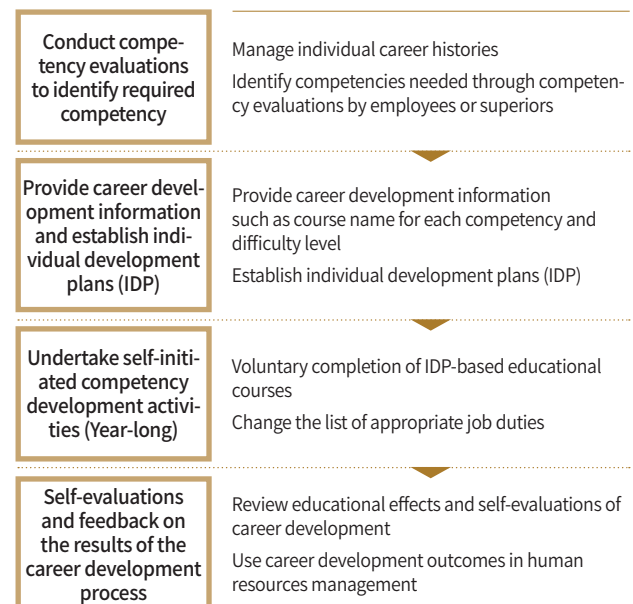 Conduct compe-
tency evaluations
to identify required
competency
Manage individual career histories
Identify competencies needed through competen-
cy evaluations by employees or superiors
Provide career devel-
opment information
and establish indi-
vidual development
plans (IDP)
Provide career development information
such as course name for each competency and
difficulty level
Establish individual development plans (IDP)
Undertake self-initi-
ated competency
development activi-
ties (Year-long)
Voluntary completion of IDP-based educational
courses
Change the list of appropriate job duties
Self-evaluations
and feedback on
the results of the
career development
process
Review educational effects and self-evaluations of
career development
Use career development outcomes in human
resources management